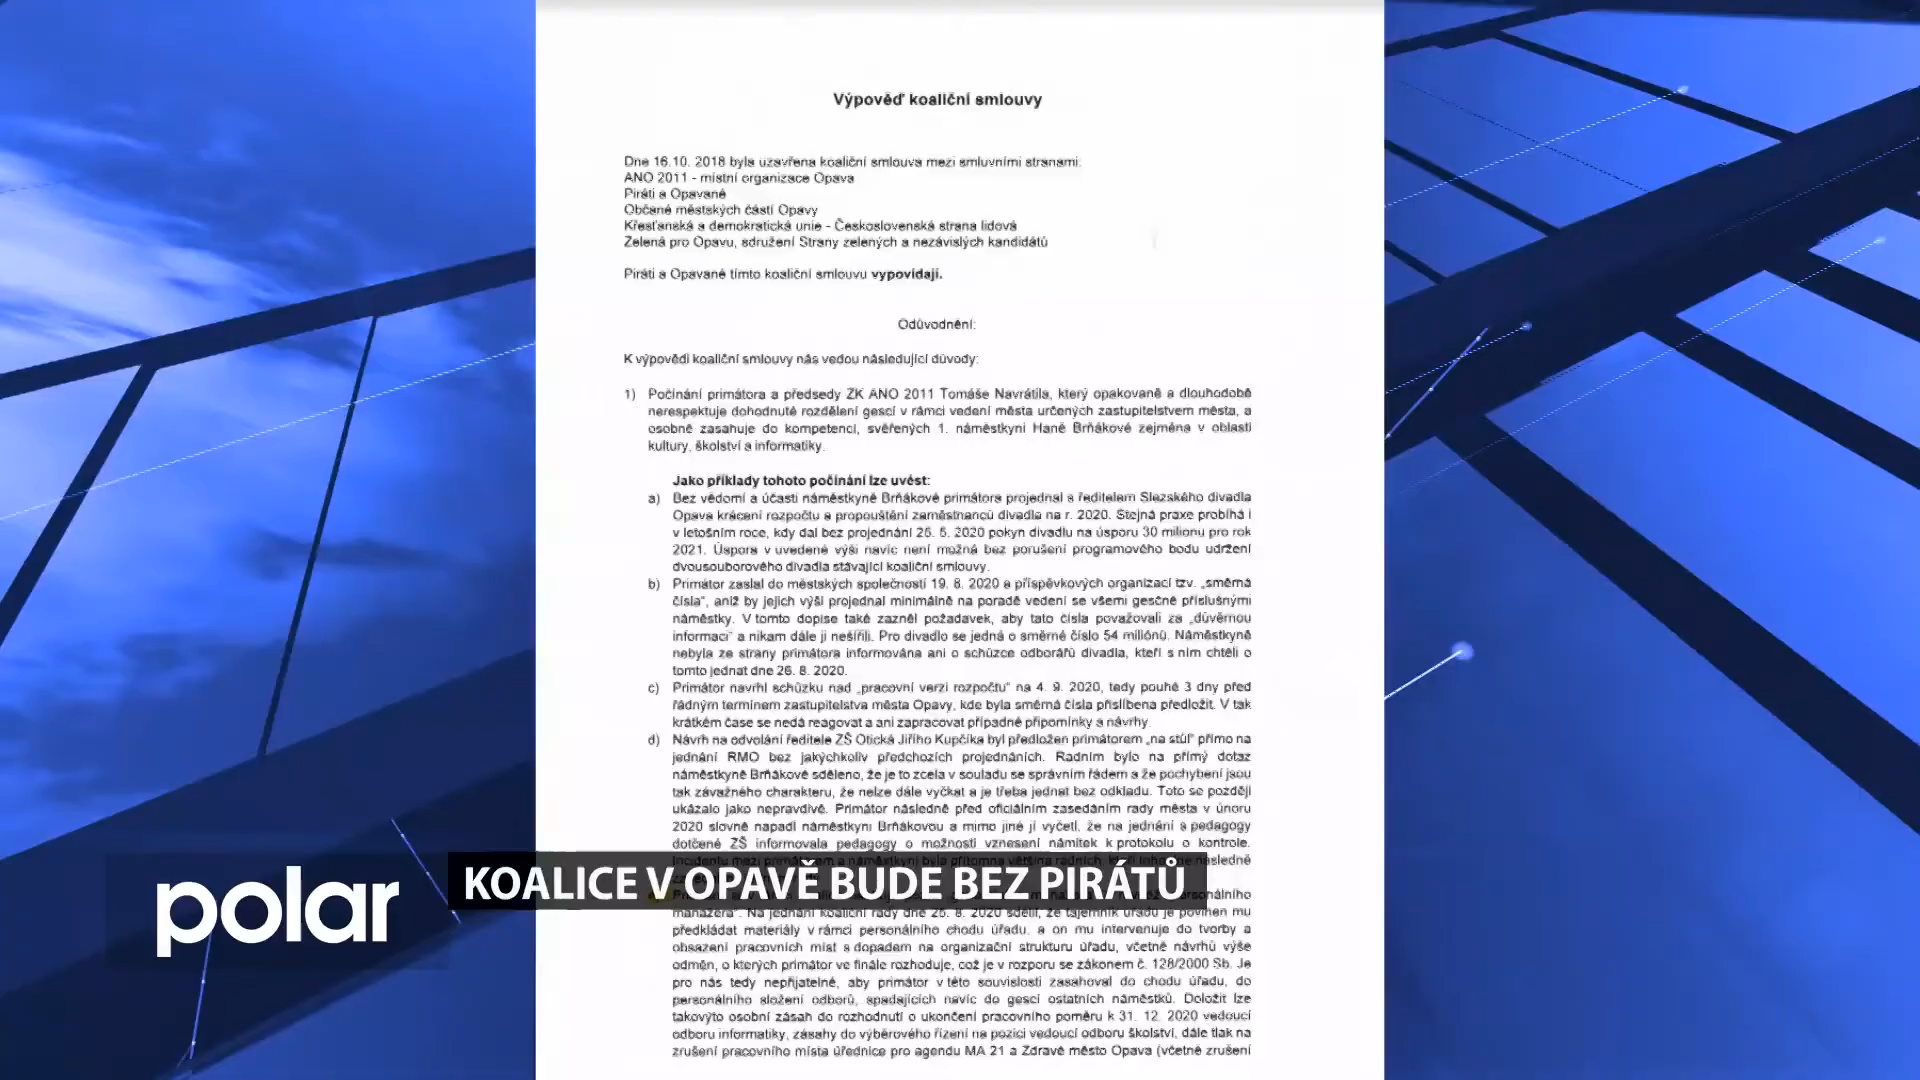 Výpověď koaliční smlouvy
Dne 16.10. 2018 byla uzavřena koaliční smlouva mezi smluvními stranami:
ANO 2011 - místní organizace Opava
Piráti a Opavané
Občané městských částí Opavy
Křesťanská a demokratická unie - Československá strana lidová
Zelená pro Opavu, sdružení Strany zelených a nezávislých kandidátů
Piráti a Opavané tímto koaliční smlouvu vypovídají.
Odůvodnění:
K výpovědi koaliční smlouvy nás vedou následující důvody:
1) Počínání primátora a předsedy ZK ANO 2011 Tomáše Navrátila, který opakovaně a dlouhodobě
nerespektuje dohodnuté rozdělení gescí v rámci vedení města určených zastupitelstvem města, a
osobně zasahuje do kompetencí, svěřených 1. náměstkyni Haně Brňákové zejména v oblasti
kultury, školství a informatiky.
Jako příklady tohoto počínání lze uvést:
a) Bez vědomí a účasti náměstkyně Brňákové primátora projednal s ředitelem Slezského divadla
Opava krácení rozpočtu a propouštění zaměstnanců divadla na r. 2020. Stejná praxe probíhá i
v letošním roce, kdy dal bez projednání 25. 5. 2020 pokyn divadlu na úsporu 30 milionu pro rok
2021. Úspora v uvedené výši navíc není možná bez porušení programového bodu udržení
dvousouborového divadla stávající koaliční smlouvy.
b) Primátor zaslal do městských společností 19. 8. 2020 a příspěvkových organizací tzv. „směrná
čísla“, aniž by jejich výši projednal minimálně na poradě vedení se všemi gesčně příslušnými
náměstky. V tomto dopise také zazněl požadavek, aby tato čísla považovali za „důvěrnou
informaci“ a nikam dále ji nešířili. Pro divadlo se jedná o směrné číslo 54 miliónů. Náměstkyně
nebyla ze strany primátora informována ani o schůzce odborářů divadla, kteří s ním chtěli o
tomto jednat dne 26. 8. 2020.
c) Primátor navrhl schůzku nad „pracovní verzí rozpočtu“ na 4. 9. 2020, tedy pouhé 3 dny před
řádným termínem zastupitelstva města Opavy, kde byla směrná čísla přislíbena předložit. V tak
krátkém čase se nedá reagovat a ani zapracovat případné připomínky a návrhy.
d) Návrh na odvolání ředitele ZŠ Otická Jiřího Kupčíka byl předložen primátorem „na stůl“ přímo na
jednání RMO bez jakýchkoliv předchozích projednáních. Radním bylo na přímý dotaz
náměstkyně Brňákové sděleno, že je to zcela v souladu se správním řádem a že pochybení jsou
tak závažného charakteru, že nelze dále vyčkat a je třeba jednat bez odkladu. Toto se později
ukázalo jako nepravdivé. Primátor následně před oficiálním zasedáním rady města v únoru
2020 slovně napadl náměstkyni Brňákovou a mimo jiné jí vyčetl, že na jednání s pedagogy
dotčené ZŠ informovala pedagogy o možnosti vznesení námitek k protokolu o kontrole.
Incidentu mezi primátorem a náměstkyní byla přítomna většina radních, kteří následně
KOALICE V OPAVĚ BUDE BEZ PIRÁTŮ
polar
manažera“. Na jednání koaliční rady dne 25. 8. 2020 sdělil, že tajemník úřadu je povinen mu
předkládat materiály v rámci personálního chodu úřadu, a on mu intervenuje do tvorby a
obsazení pracovních míst s dopadem na organizační strukturu úřadu, včetně návrhů výše
odměn, o kterých primátor ve finále rozhoduje, což je v rozporu se zákonem č. 128/2000 Sb. Je
pro nás tedy nepřijatelné, aby primátor v této souvislosti zasahoval do chodu úřadu, do
personálního složení odborů, spadajících navíc do gescí ostatních náměstků. Doložit lze
takovýto osobní zásah do rozhodnutí o ukončení pracovního poměru k 31. 12. 2020 vedoucí
odboru informatiky, zásahy do výběrového řízení na pozici vedoucí odboru školství, dále tlak na
zrušení pracovního místa úřednice pro agendu MA 21 a Zdravé město Opava (včetně zrušení